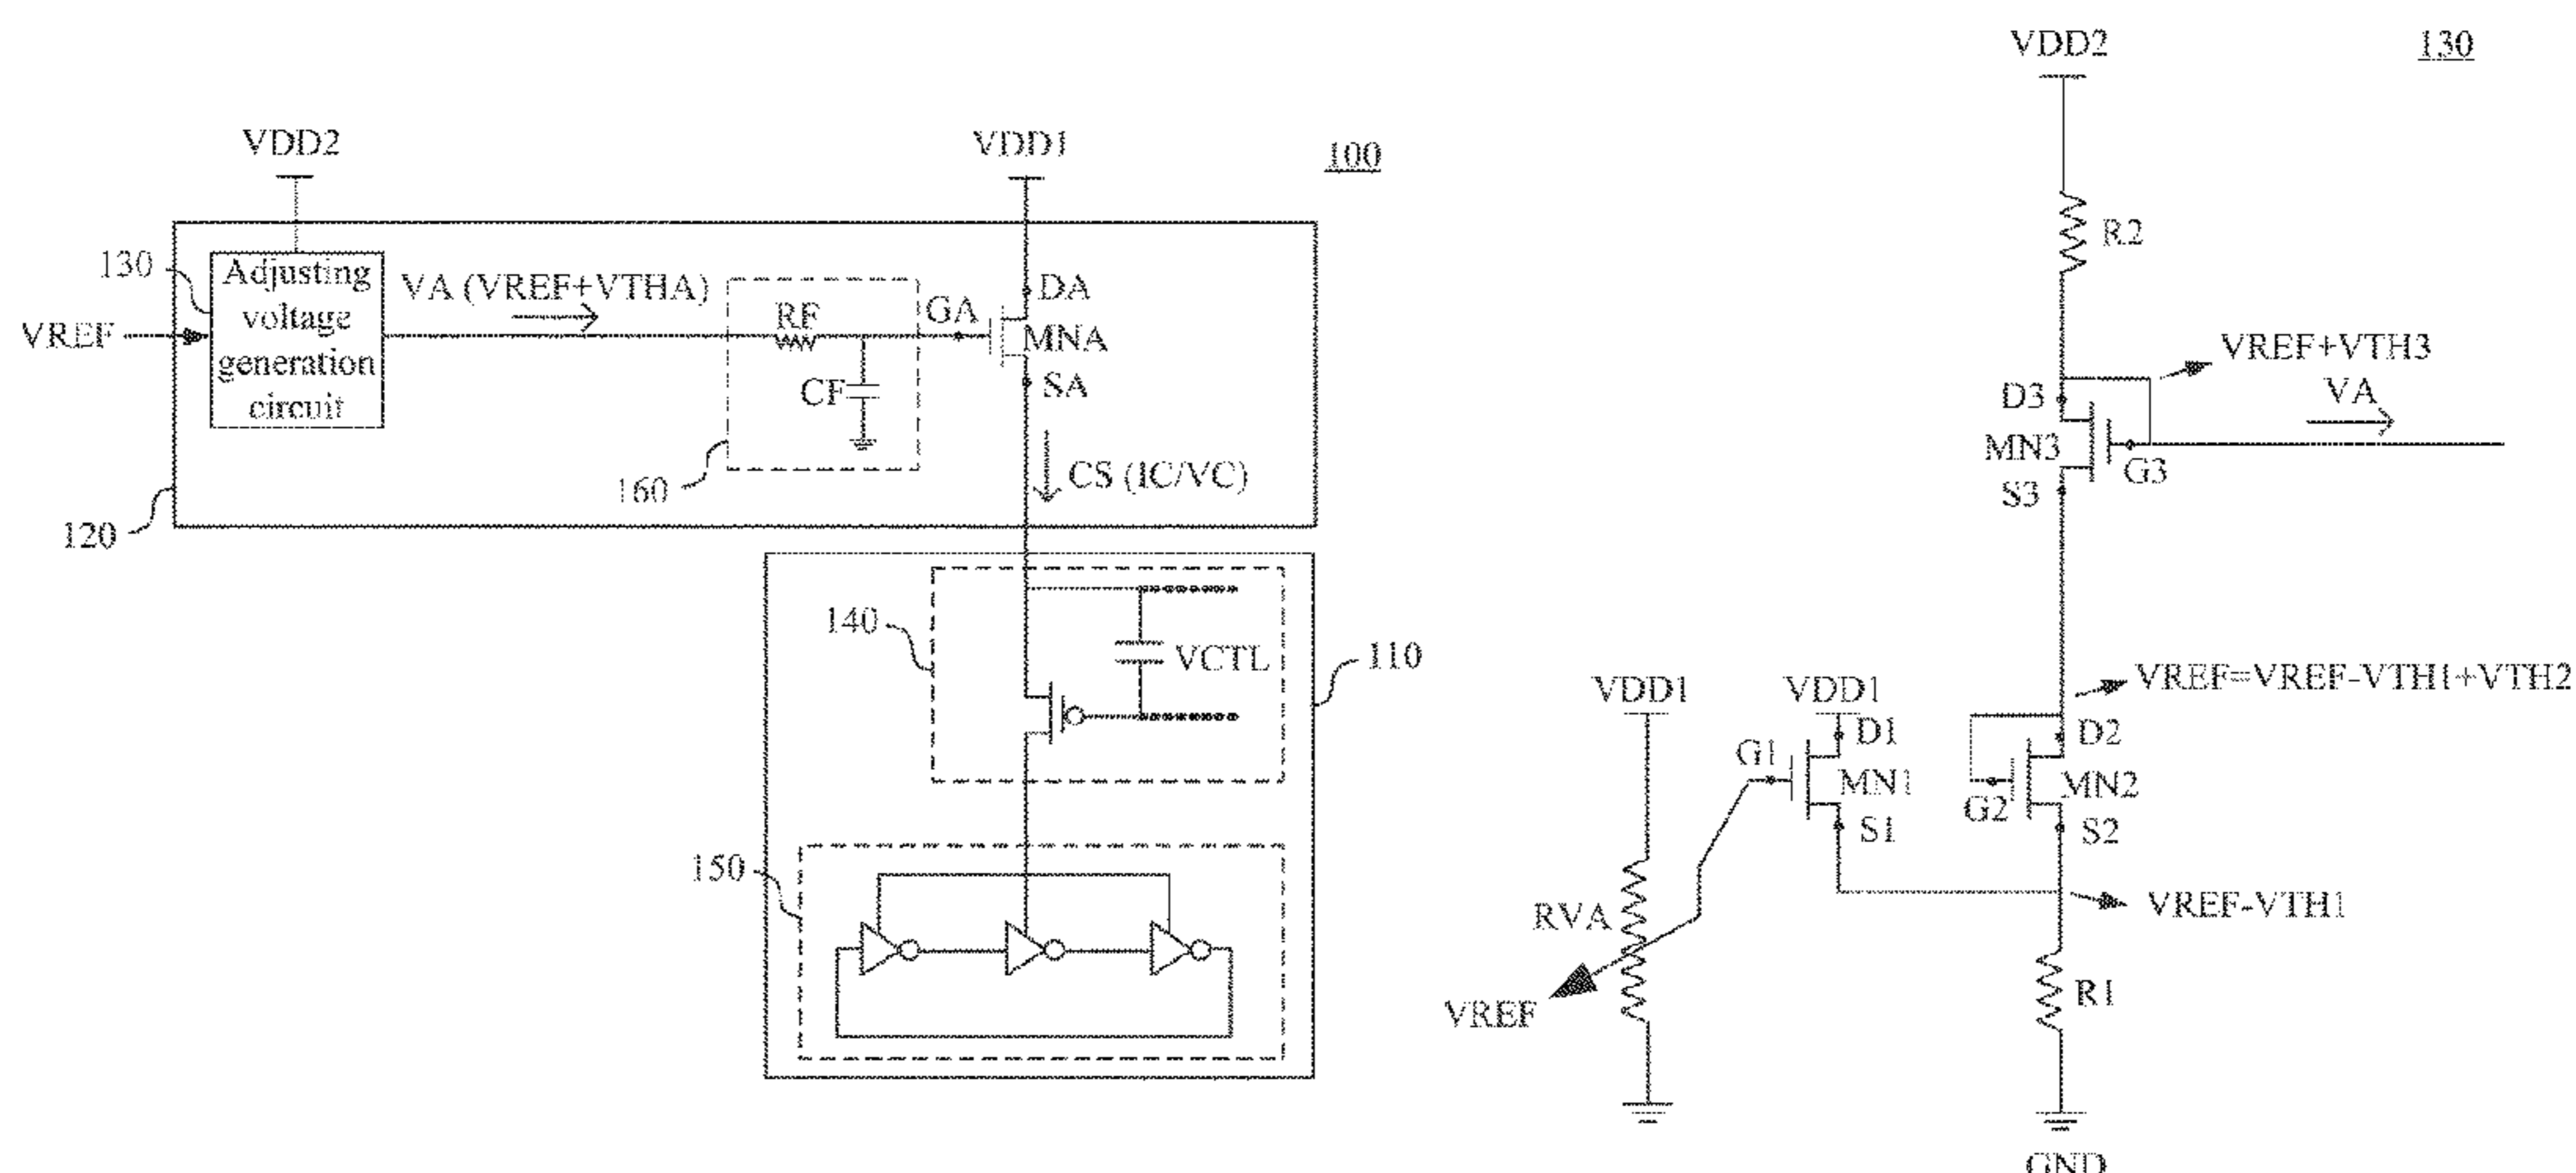 VDD2
VDD1
100
130
Adjusting
voltage
generation
circuit
VREF
VA (VREF+VTHA)
RF
CF
160
GA
DA
MNA
SA
CS (IC/VC)
120
140
VCTL
110
150
VDD2
130
R2
VREF+VTH3
VA
D3
MN3
G3
S3
VREF=VREF-VTH1+VTH2
VDD1
VDD1
D1
G1
MN1
S1
D2
MN2
G2
S2
VREF-VTH1
RVA
VREF
R1
GND